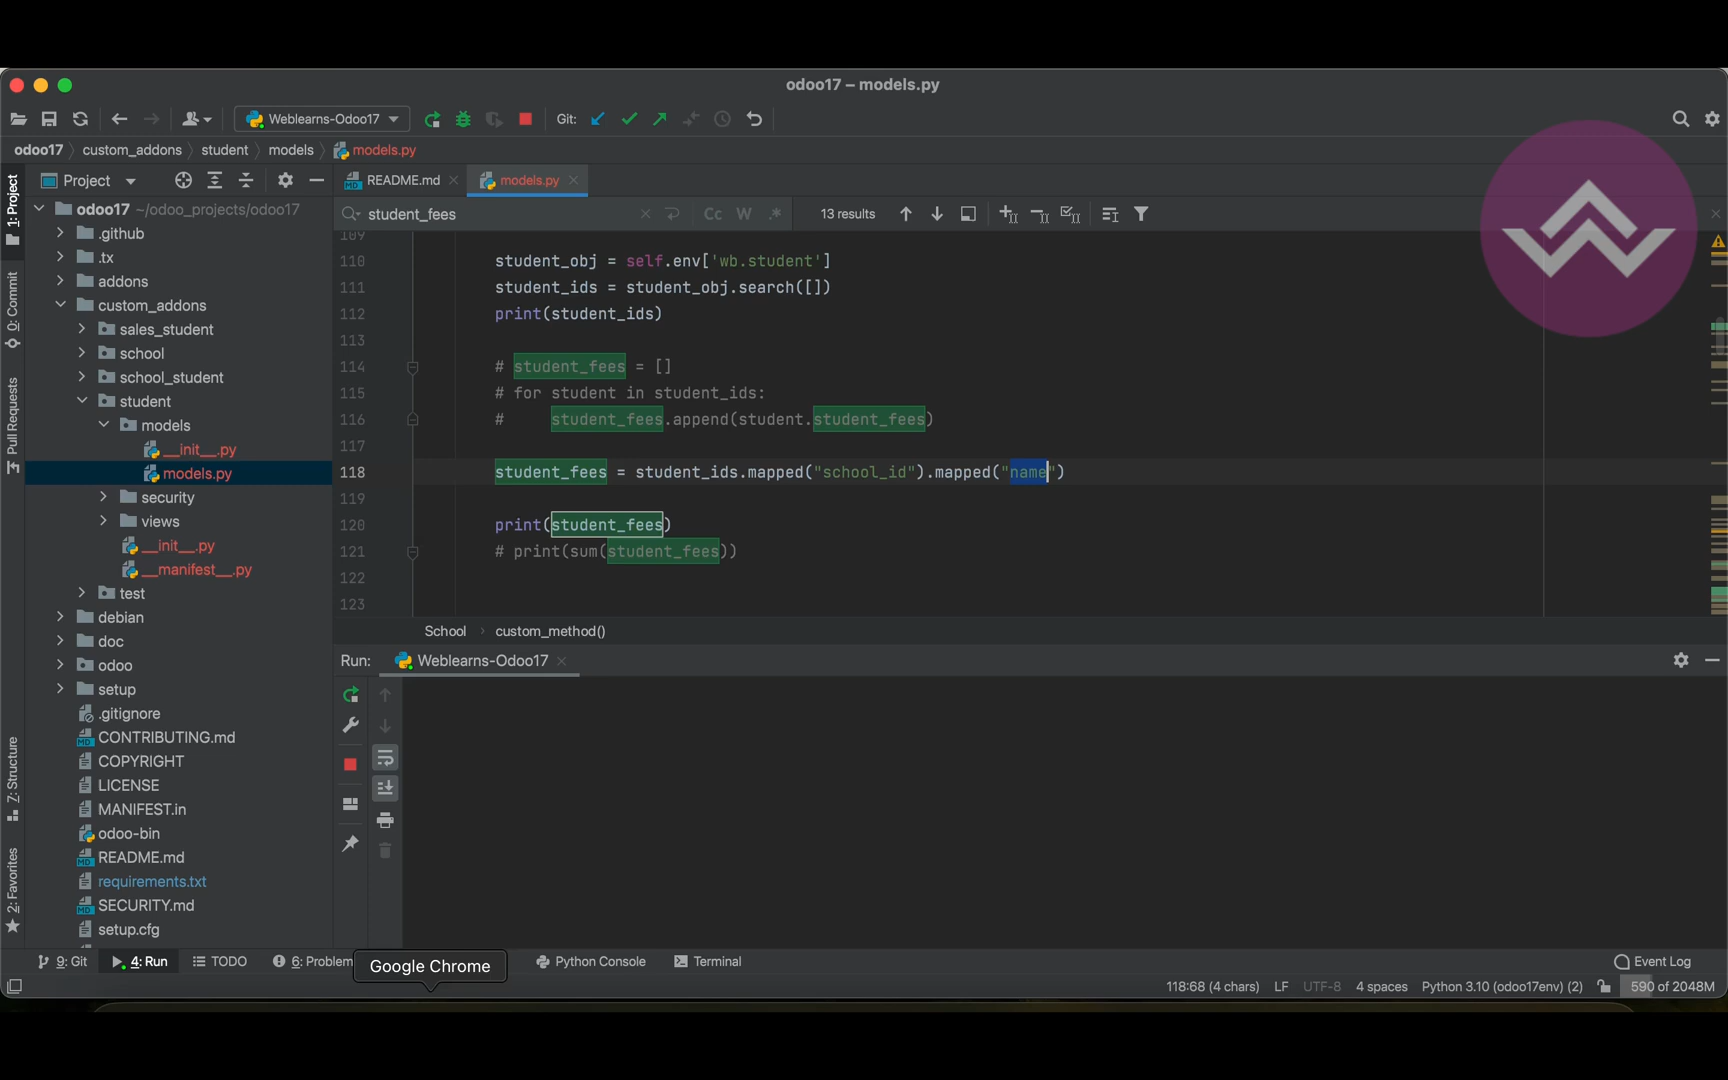 odoo17 – models.py
Weblearns-Odoo17
Git:
odoo17 custom_addons student models models.py
1: Project
0: Commit
Pull Requests
7: Structure
2: Favorites
Project
odoo17 ~/odoo_projects/odoo17
.github
.tx
addons
custom_addons
sales_student
school
school_student
student
models
__init__.py
models.py
security
views
__init__.py
__manifest__.py
test
debian
doc
odoo
setup
.gitignore
CONTRIBUTING.md
COPYRIGHT
LICENSE
MANIFEST.in
odoo-bin
README.md
requirements.txt
SECURITY.md
setup.cfg
README.md models.py
student_fees Cc W .* 13 results
109
110 student_obj = self.env['wb.student']
111 student_ids = student_obj.search([])
112 print(student_ids)
113
114 # student_fees = []
115 # for student in student_ids:
116 #     student_fees.append(student.student_fees)
117
118 student_fees = student_ids.mapped("school_id").mapped("name")
119
120 print(student_fees)
121 # print(sum(student_fees))
122
123
School custom_method()
Run: Weblearns-Odoo17
9: Git 4: Run TODO 6: Problem Python Console Terminal Event Log
Google Chrome
118:68 (4 chars) LF UTF-8 4 spaces Python 3.10 (odoo17env) (2) 590 of 2048M